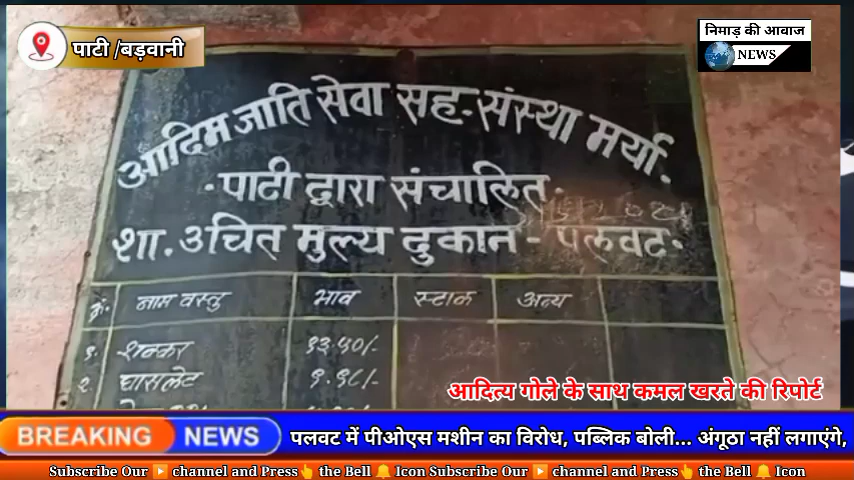 पाटी /बड़वानी
निमाड़ की आवाज
NEWS
आदिम जाति सेवा सह-संस्था मर्या.
पाटी द्वारा संचालित
शा. उचित मुल्य दुकान - पलवट
क्रं. नाम वस्तु भाव स्टाक अन्य
१. शक्कर १३.५०/-
२. घासलेट
आदित्य गोले के साथ कमल खरते की रिपोर्ट
BREAKING NEWS पलवट में पीओएस मशीन का विरोध, पब्लिक बोली... अंगूठा नहीं लगाएंगे,
Subscribe Our ▶️ channel and Press👆 the Bell 🔔 Icon Subscribe Our ▶️ channel and Press👆 the Bell 🔔 Icon